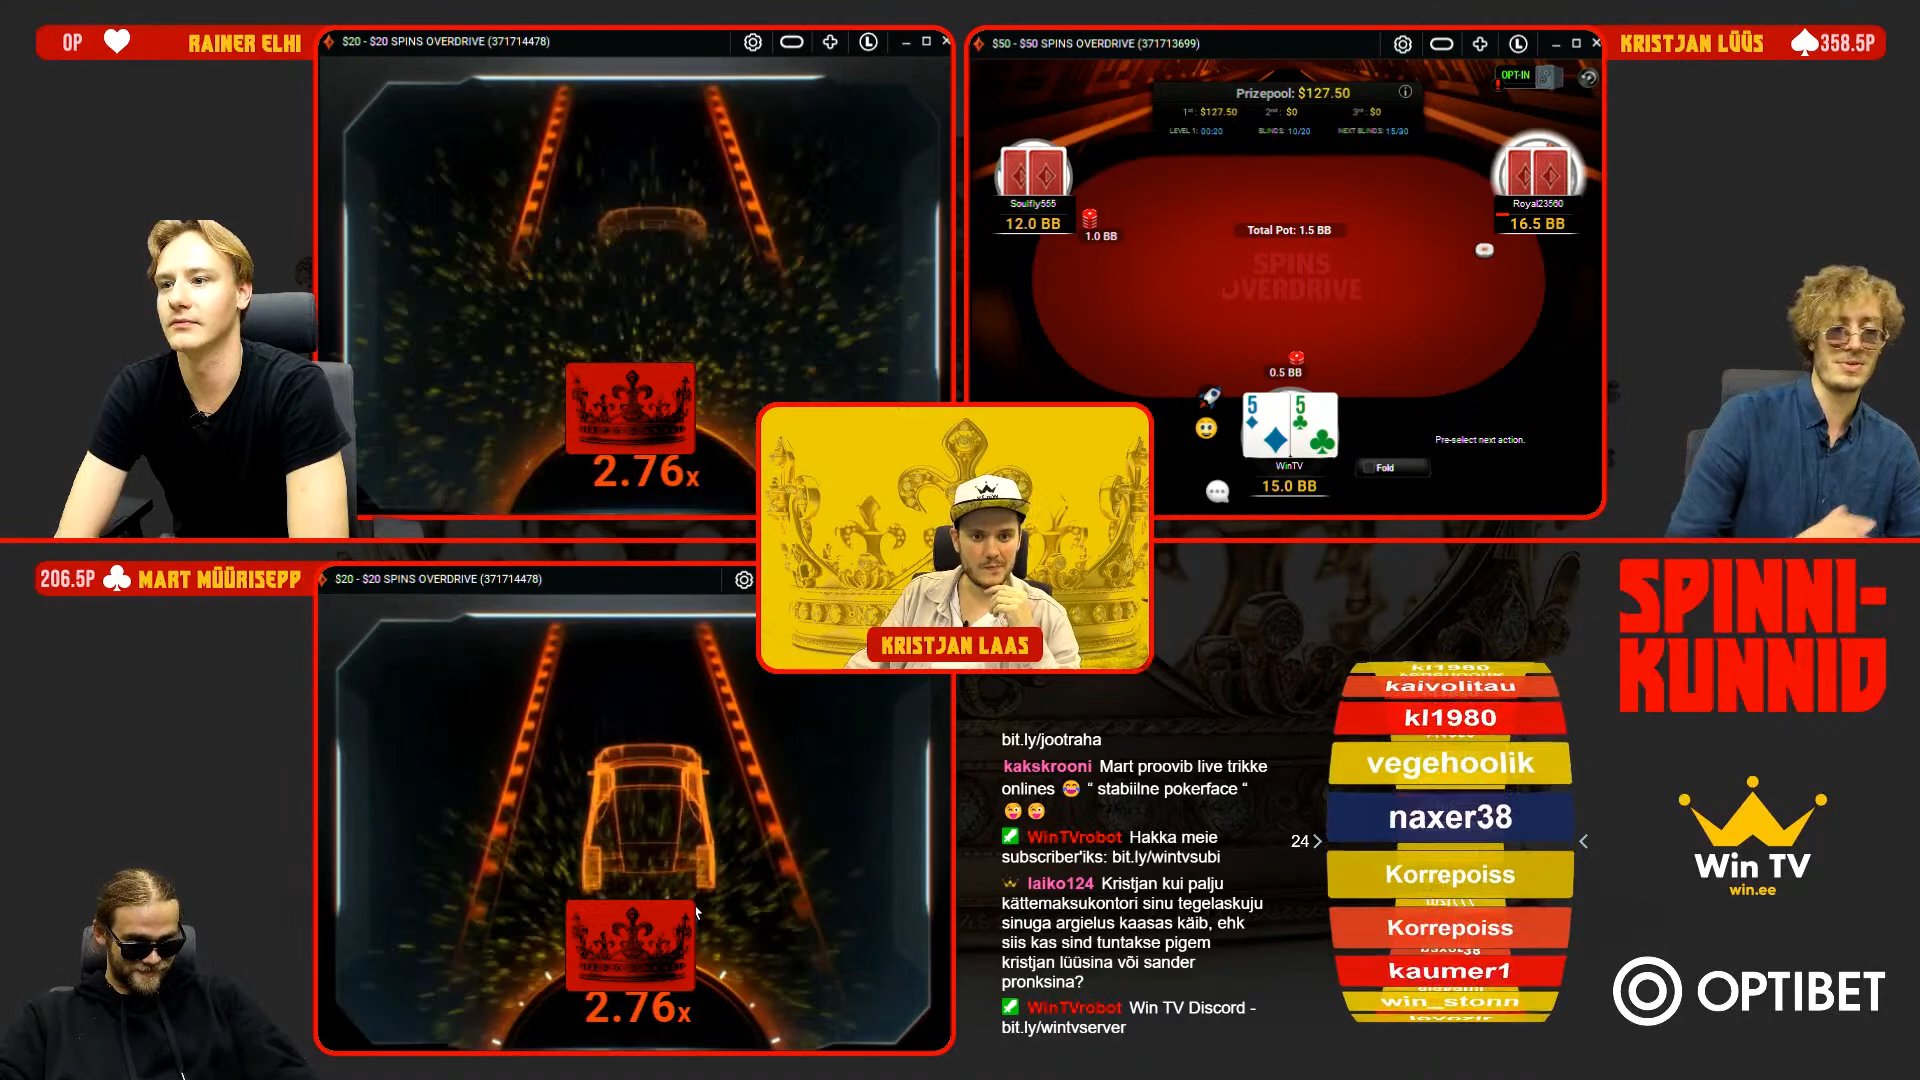 0P
RAINER ELHI
$20 - $20 SPINS OVERDRIVE (371714478)
2.76x
$50 - $50 SPINS OVERDRIVE (371713699)
KRISTJAN LÜÜS
358.5P
OPT-IN
Prizepool: $127.50
1st : $127.50 2nd : $0 3rd : $0
LEVEL 1: 00:20 BLINDS: 10/20 NEXT BLINDS: 15/30
Soulfly555
12.0 BB
1.0 BB
Royal23560
16.5 BB
Total Pot: 1.5 BB
SPINS
OVERDRIVE
0.5 BB
5 5
WinTV
15.0 BB
Pre-select next action.
Fold
206.5P
MART MÜÜRISEPP
$20 - $20 SPINS OVERDRIVE (371714478)
2.76x
KRISTJAN LAAS
bit.ly/jootraha
kakskrooni Mart proovib live trikke
onlines 😂 “ stabiilne pokerface “
😜 😜
WinTVrobot Hakka meie
subscriber'iks: bit.ly/wintvsubi
laiko124 Kristjan kui palju
kättemaksukontori sinu tegelaskuju
sinuga argielus kaasas käib, ehk
siis kas sind tuntakse pigem
kristjan lüüsina või sander
pronksina?
WinTVrobot Win TV Discord -
bit.ly/wintvserver
24
kl1980
kaivolitau
kl1980
vegehoolik
naxer38
Korrepoiss
Korrepoiss
kaumer1
win_stonn
SPINNI-
KUNNID
Win TV
win.ee
OPTIBET